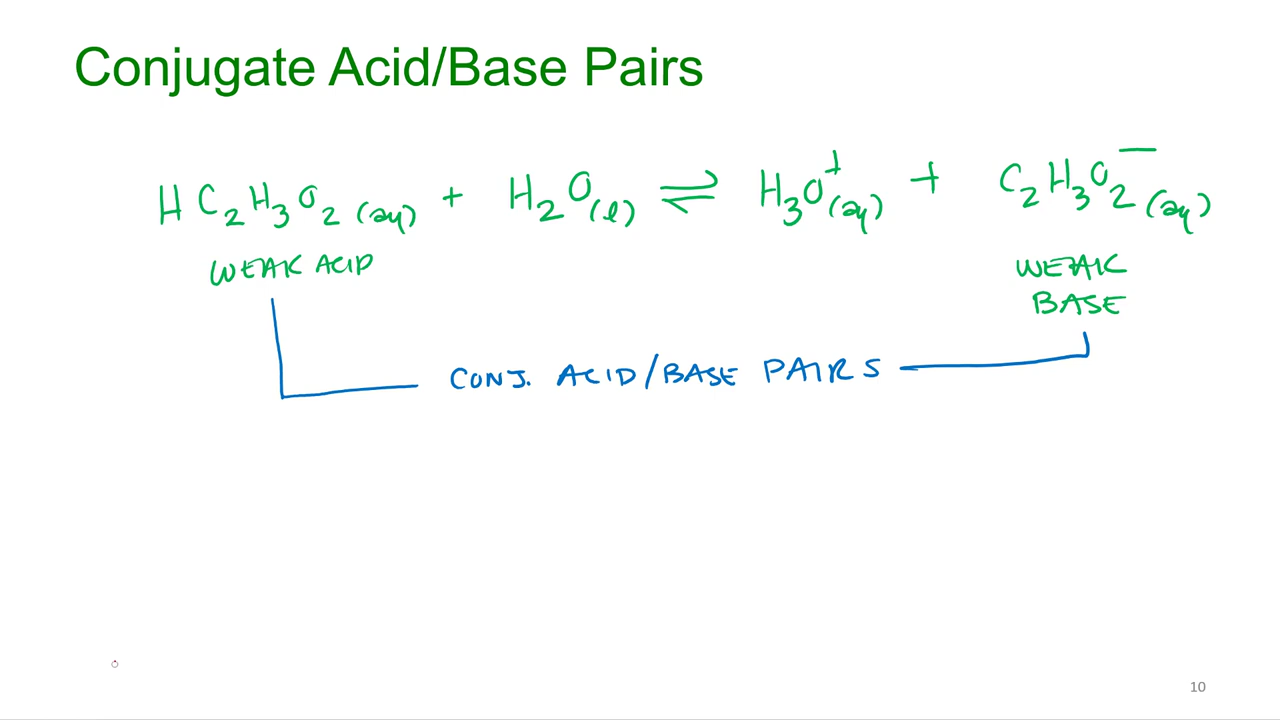 Conjugate Acid/Base Pairs
HC₂H₃O₂(aq) + H₂O(l) ⇌ H₃O⁺(aq) + C₂H₃O₂⁻(aq)
WEAK ACID WEAK
BASE
CONJ. ACID/BASE PAIRS
10